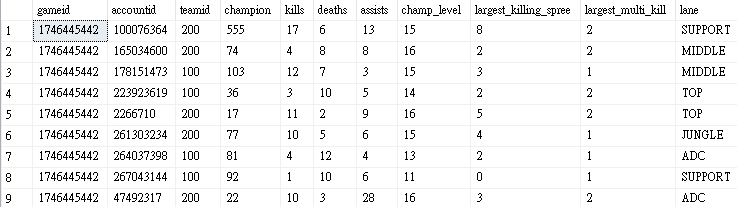 gameid accountid teamid champion kills deaths assists champ_level largest_killing_spree largest_multi_kill lane
1 1746445442 100076364 200 555 17 6 13 15 8 2 SUPPORT
2 1746445442 165034600 200 74 4 8 8 16 2 2 MIDDLE
3 1746445442 178151473 100 103 12 7 3 15 3 1 MIDDLE
4 1746445442 223923619 100 36 3 10 5 14 2 2 TOP
5 1746445442 2266710 200 17 11 2 9 16 5 2 TOP
6 1746445442 261303234 200 77 10 5 6 15 4 1 JUNGLE
7 1746445442 264037398 100 81 4 12 4 13 2 1 ADC
8 1746445442 267043144 100 92 1 10 6 11 0 1 SUPPORT
9 1746445442 47492317 200 22 10 3 28 16 3 2 ADC